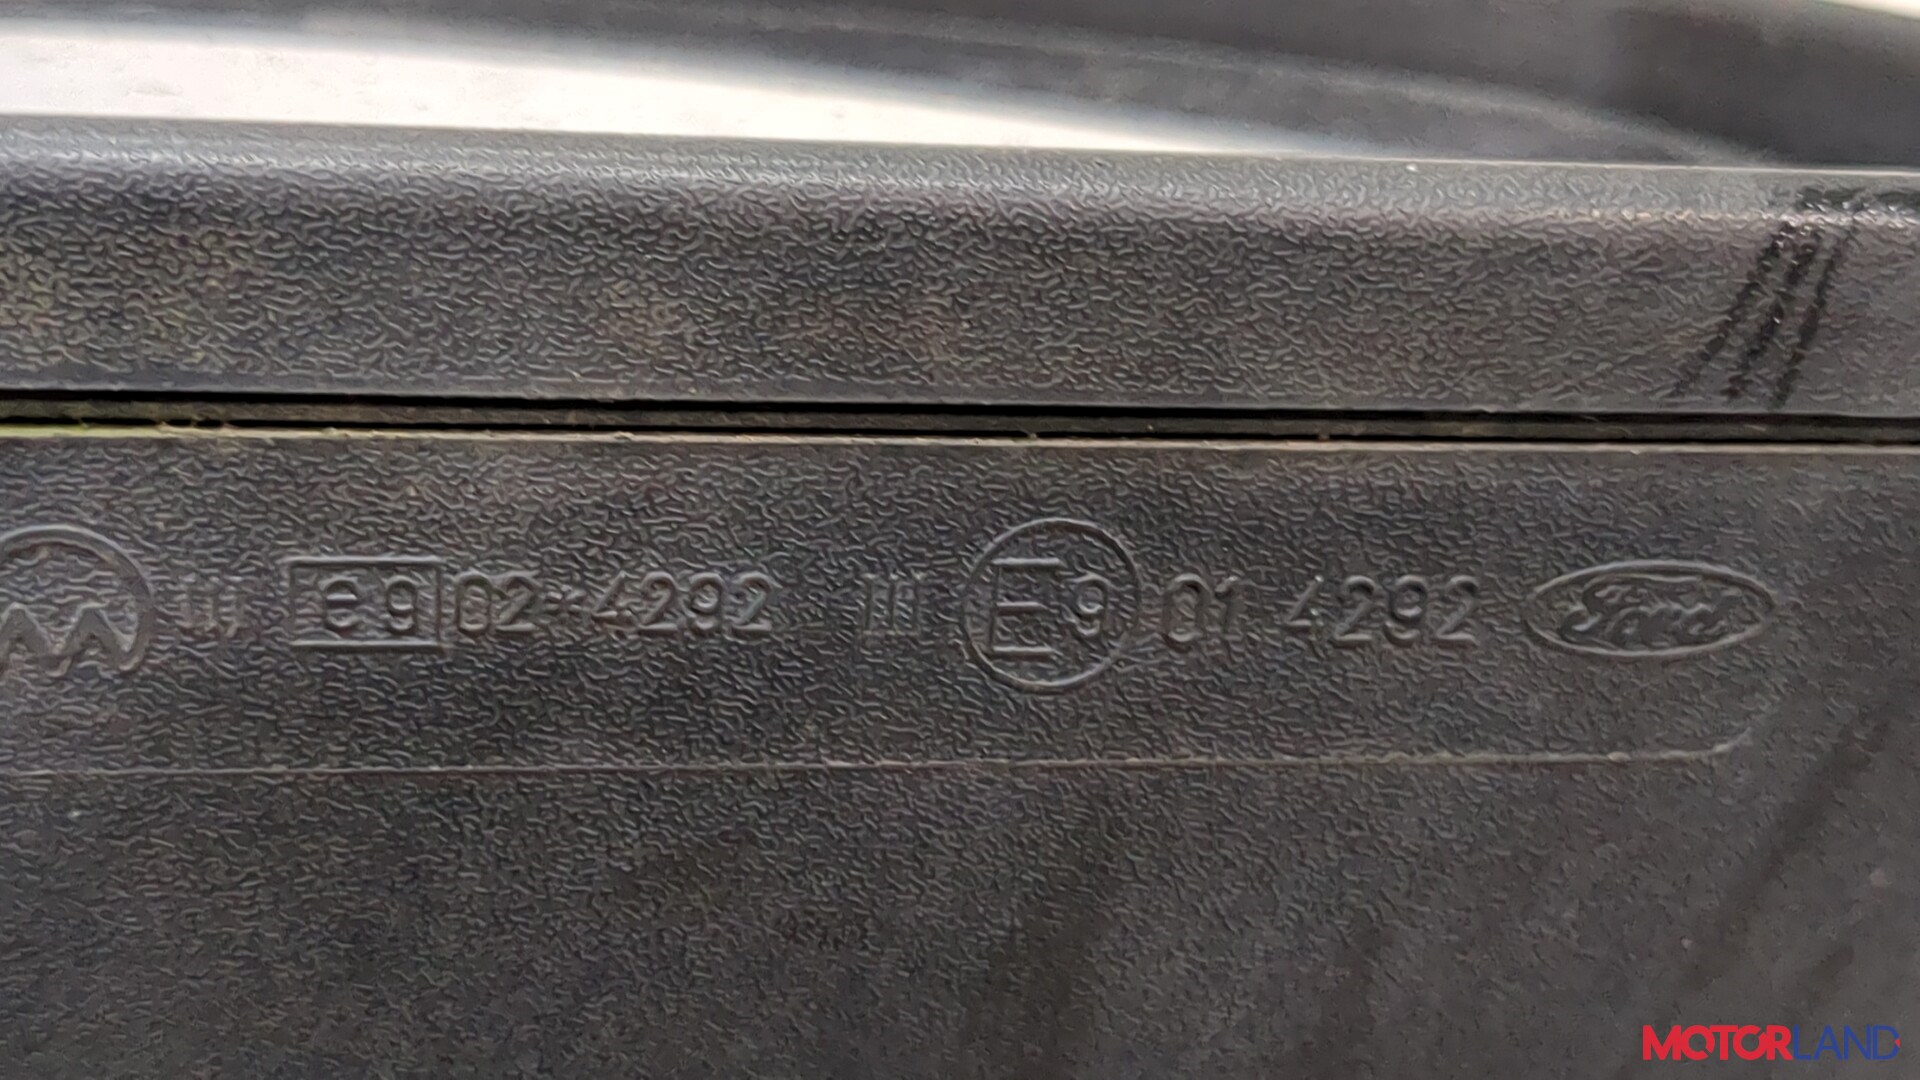 III e9 02*4292 III E9 01 4292 Ford
MOTORLAND